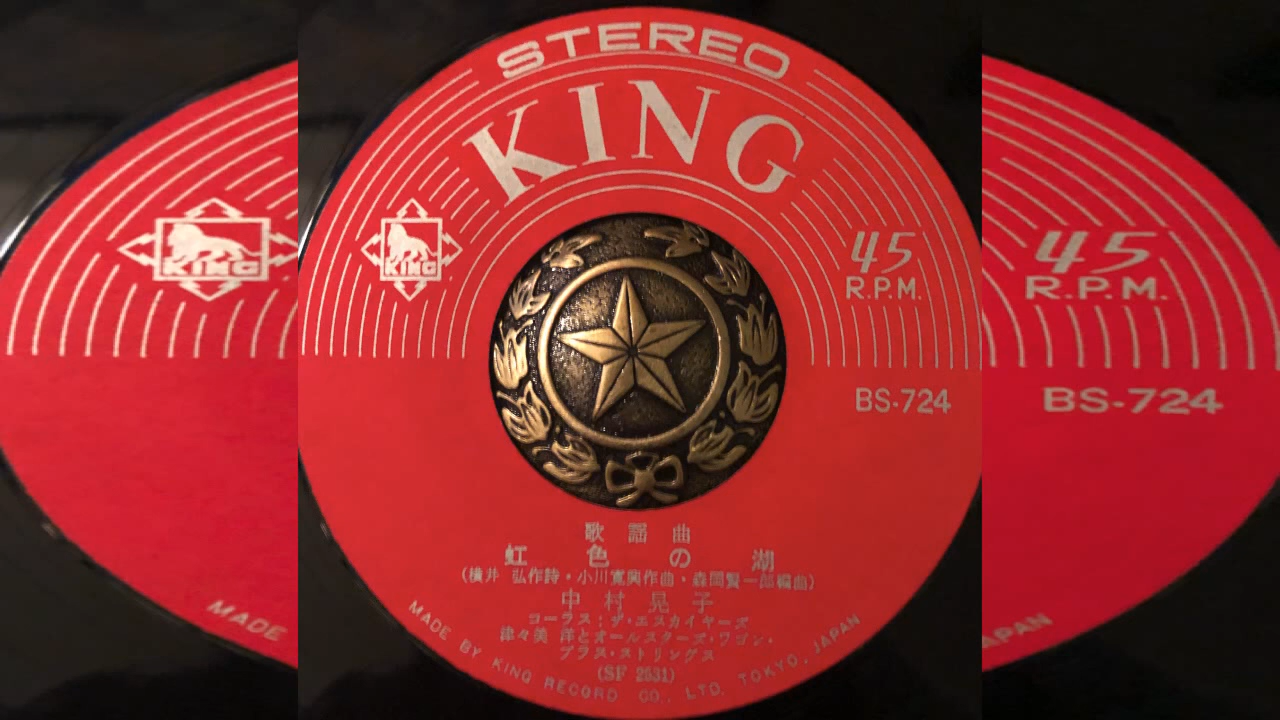 STEREO
KING
KING
45
R.P.M.
BS-724
歌謡曲
虹色の湖
(横井 弘作詩・小川寛興作曲・森岡賢一郎編曲)
中村晃子
コーラス:ザ・エスカイヤーズ
津々美 洋とオールスターズ・ワゴン・
プラス・ストリングス
(SF 2531)
MADE BY KING RECORD CO., LTD. TOKYO, JAPAN
KING
MADE
45
R.P.M.
BS-724
APAN